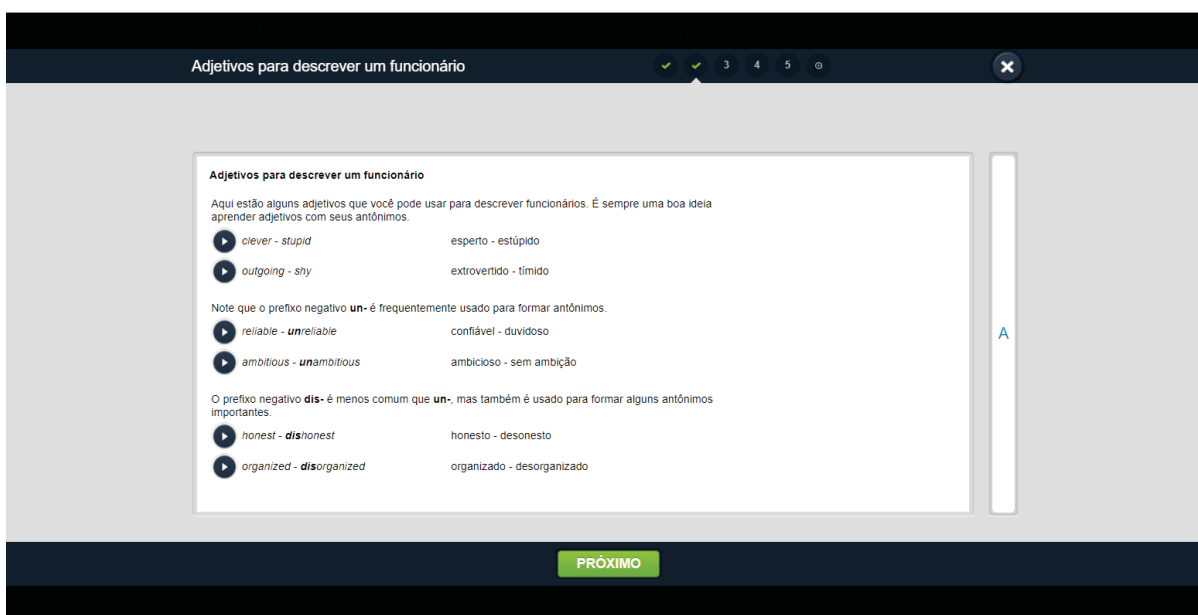 Adjetivos para descrever um funcionário
3 4 5
Adjetivos para descrever um funcionário
Aqui estão alguns adjetivos que você pode usar para descrever funcionários. É sempre uma boa ideia
aprender adjetivos com seus antônimos.
clever - stupid esperto - estúpido
outgoing - shy extrovertido - tímido
Note que o prefixo negativo un- é frequentemente usado para formar antônimos.
reliable - unreliable confiável - duvidoso
ambitious - unambitious ambicioso - sem ambição
O prefixo negativo dis- é menos comum que un-, mas também é usado para formar alguns antônimos
importantes.
honest - dishonest honesto - desonesto
organized - disorganized organizado - desorganizado
A
PRÓXIMO